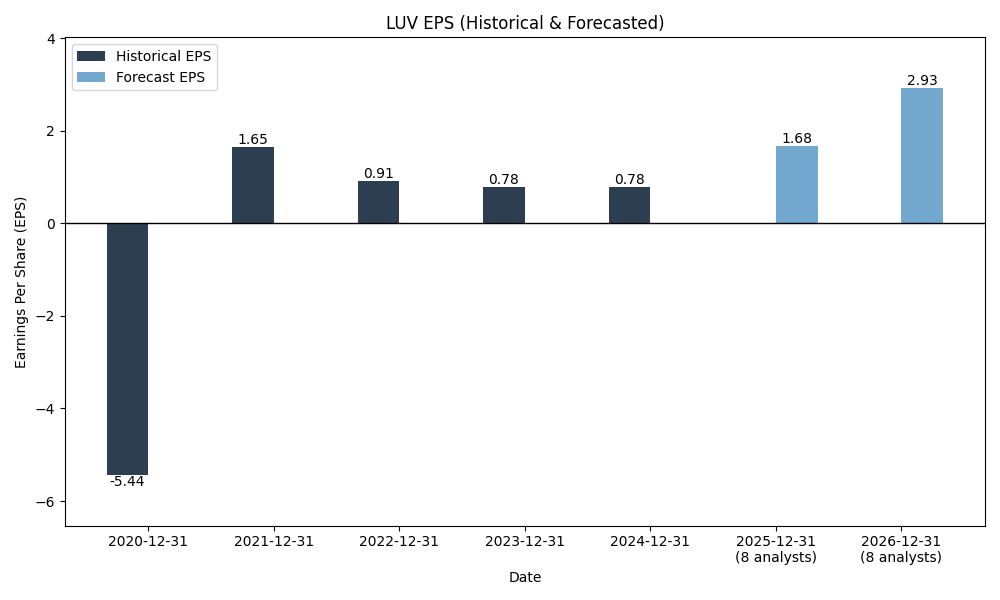 LUV EPS (Historical & Forecasted)
Historical EPS
Forecast EPS
Earnings Per Share (EPS)
4
2
0
−2
−4
−6
-5.44
1.65
0.91
0.78
0.78
1.68
2.93
2020-12-31
2021-12-31
2022-12-31
2023-12-31
2024-12-31
2025-12-31
(8 analysts)
2026-12-31
(8 analysts)
Date